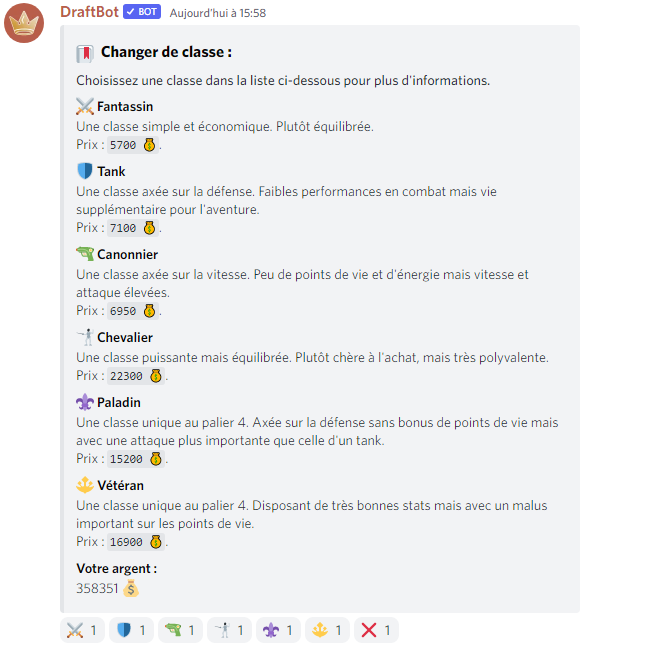 DraftBot ✓ BOT Aujourd'hui à 15:58
Changer de classe :
Choisissez une classe dans la liste ci-dessous pour plus d'informations.
Fantassin
Une classe simple et économique. Plutôt équilibrée.
Prix : 5700 .
Tank
Une classe axée sur la défense. Faibles performances en combat mais vie
supplémentaire pour l'aventure.
Prix : 7100 .
Canonnier
Une classe axée sur la vitesse. Peu de points de vie et d'énergie mais vitesse et
attaque élevées.
Prix : 6950 .
Chevalier
Une classe puissante mais équilibrée. Plutôt chère à l'achat, mais très polyvalente.
Prix : 22300 .
Paladin
Une classe unique au palier 4. Axée sur la défense sans bonus de points de vie mais
avec une attaque plus importante que celle d'un tank.
Prix : 15200 .
Vétéran
Une classe unique au palier 4. Disposant de très bonnes stats mais avec un malus
important sur les points de vie.
Prix : 16900 .
Votre argent :
358351
1 1 1 1 1 1 1